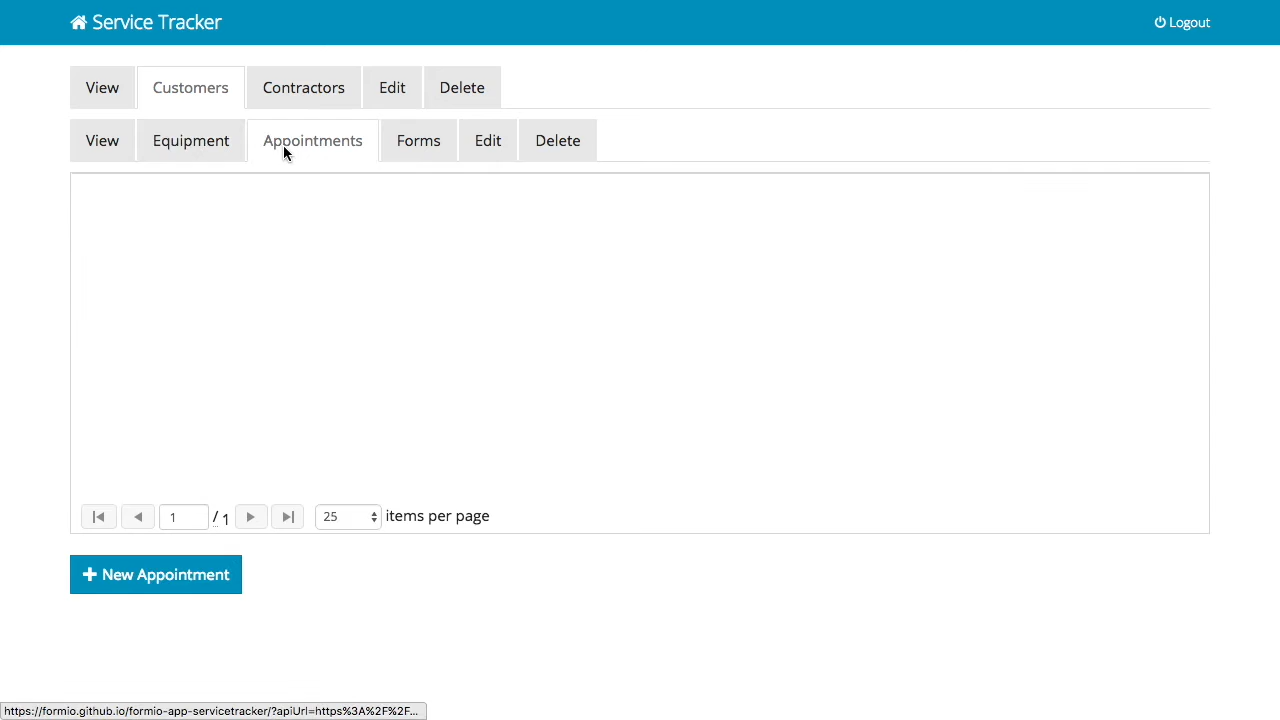 Service Tracker Logout
View Customers Contractors Edit Delete
View Equipment Appointments Forms Edit Delete
1 / 1 25 items per page
New Appointment
https://formio.github.io/formio-app-servicetracker/?apiUrl=https%3A%2F%2F...